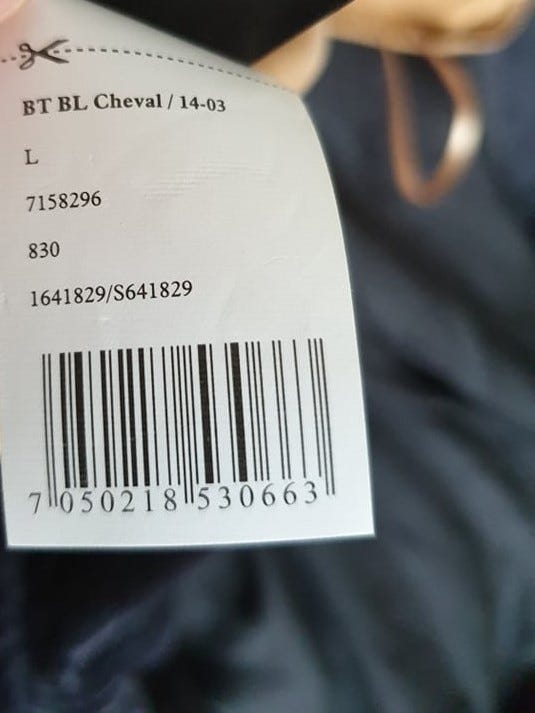 BT BL Cheval / 14-03
L
7158296
830
1641829/S641829
7 050218 530663